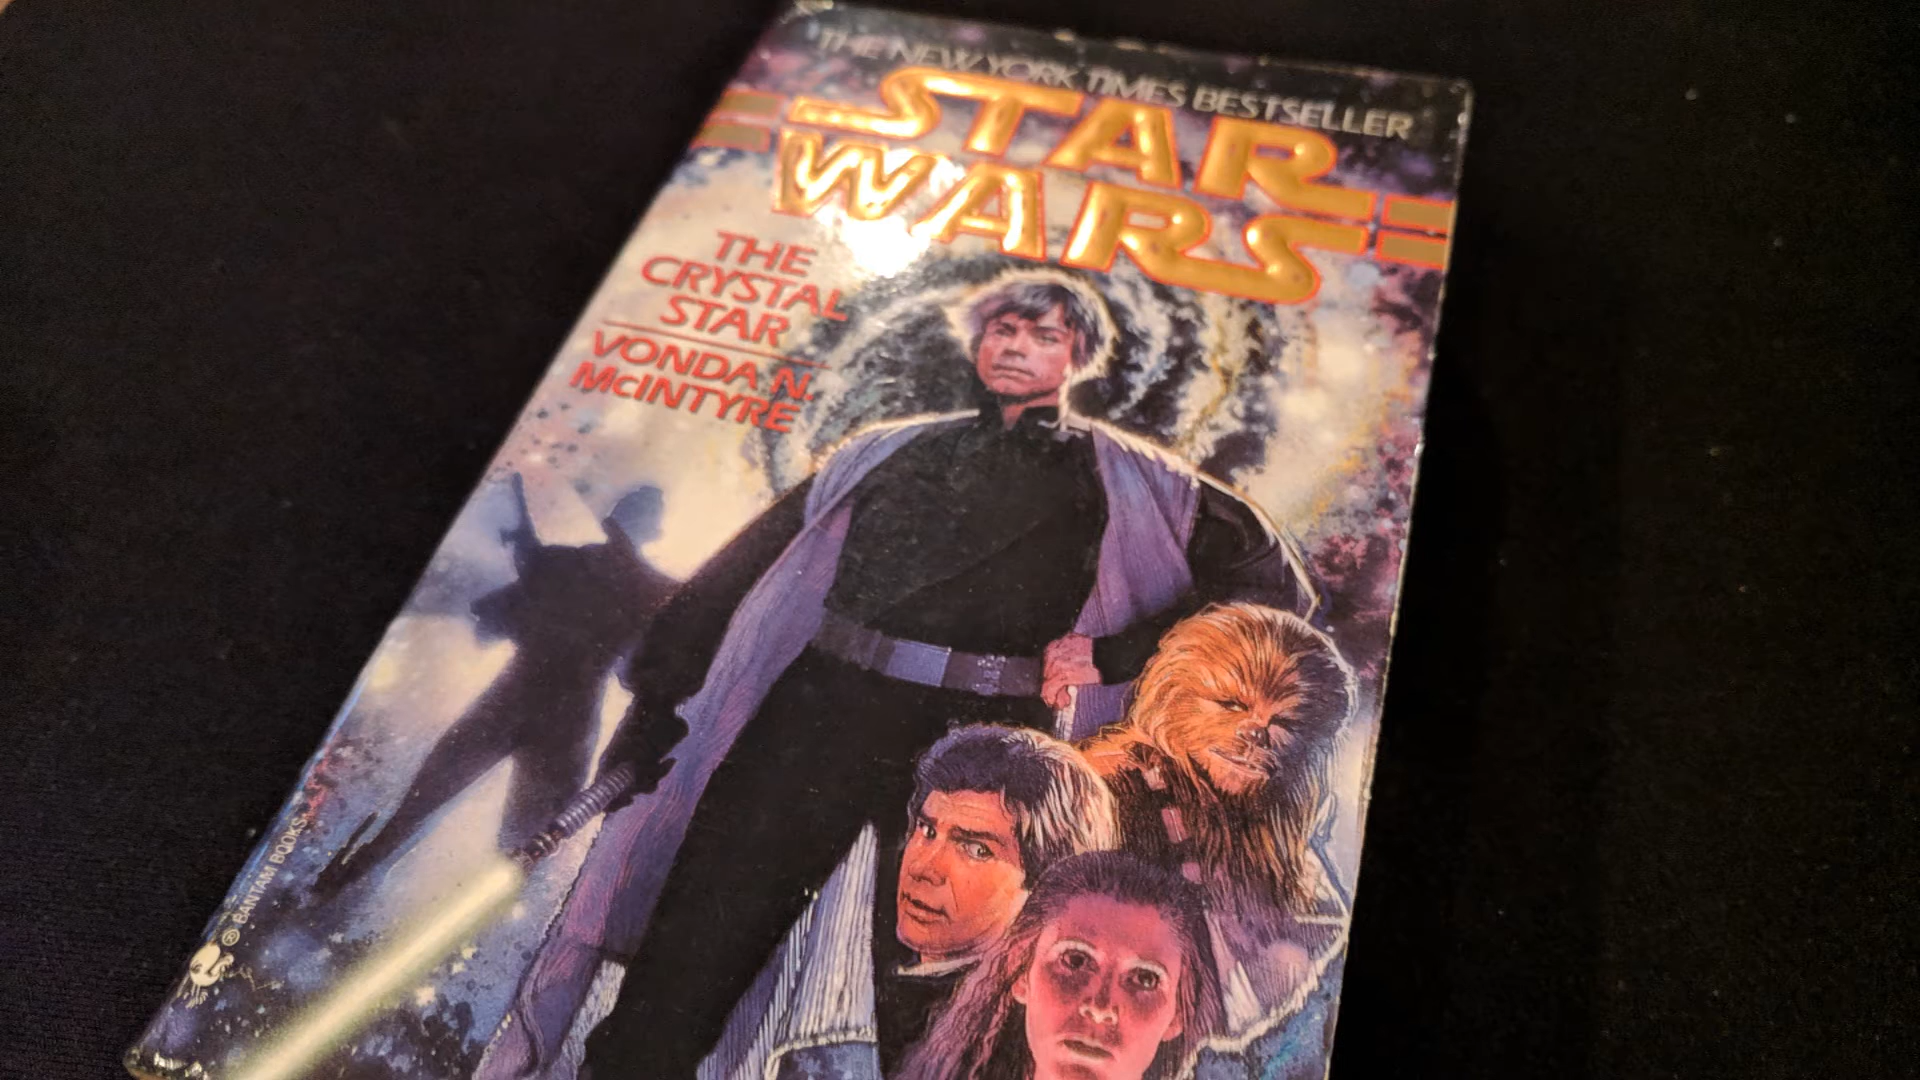 THE NEW YORK TIMES BESTSELLER
STAR
WARS
THE
CRYSTAL
STAR
VONDA N.
McINTYRE
® BANTAM BOOKS